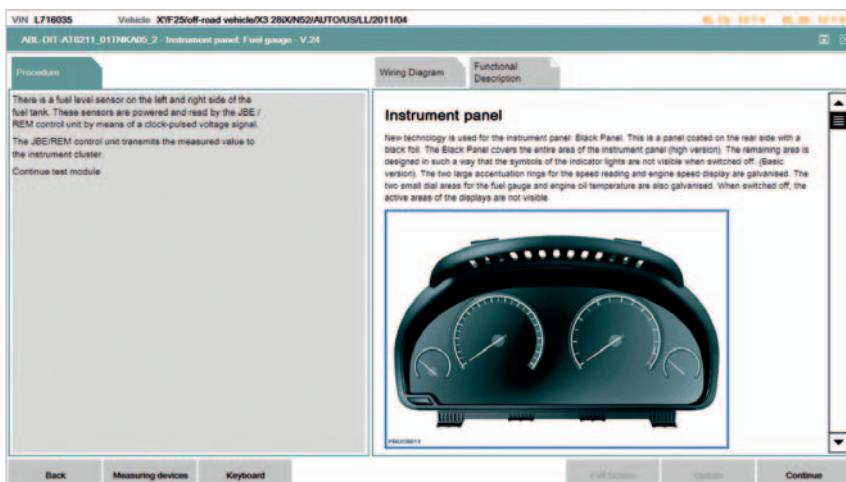 VIN L716035 Vehicle X'/F25/off-road vehicle/X3 28iX/N52/AUTO/US/LL/2011/04
ABL-DIT-AT6211_01TNKA05_2 - Instrument panel: Fuel gauge - V.24
Procedure
Wiring Diagram
Functional
Description
There is a fuel level sensor on the left and right side of the
fuel tank. These sensors are powered and read by the JBE /
REM control unit by means of a clock-pulsed voltage signal.
The JBE/REM control unit transmits the measured value to
the instrument cluster.
Continue test module
Instrument panel
New technology is used for the instrument panel: Black Panel. This is a panel coated on the rear side with a
black foil. The Black Panel covers the entire area of the instrument panel (high version). The remaining area is
designed in such a way that the symbols of the indicator lights are not visible when switched off. (Basic
version). The two large accentuation rings for the speed reading and engine speed display are galvanised. The
two small dial areas for the fuel gauge and engine oil temperature are also galvanised. When switched off, the
active areas of the displays are not visible
Back Measuring devices Keyboard Full Screen Update Continue